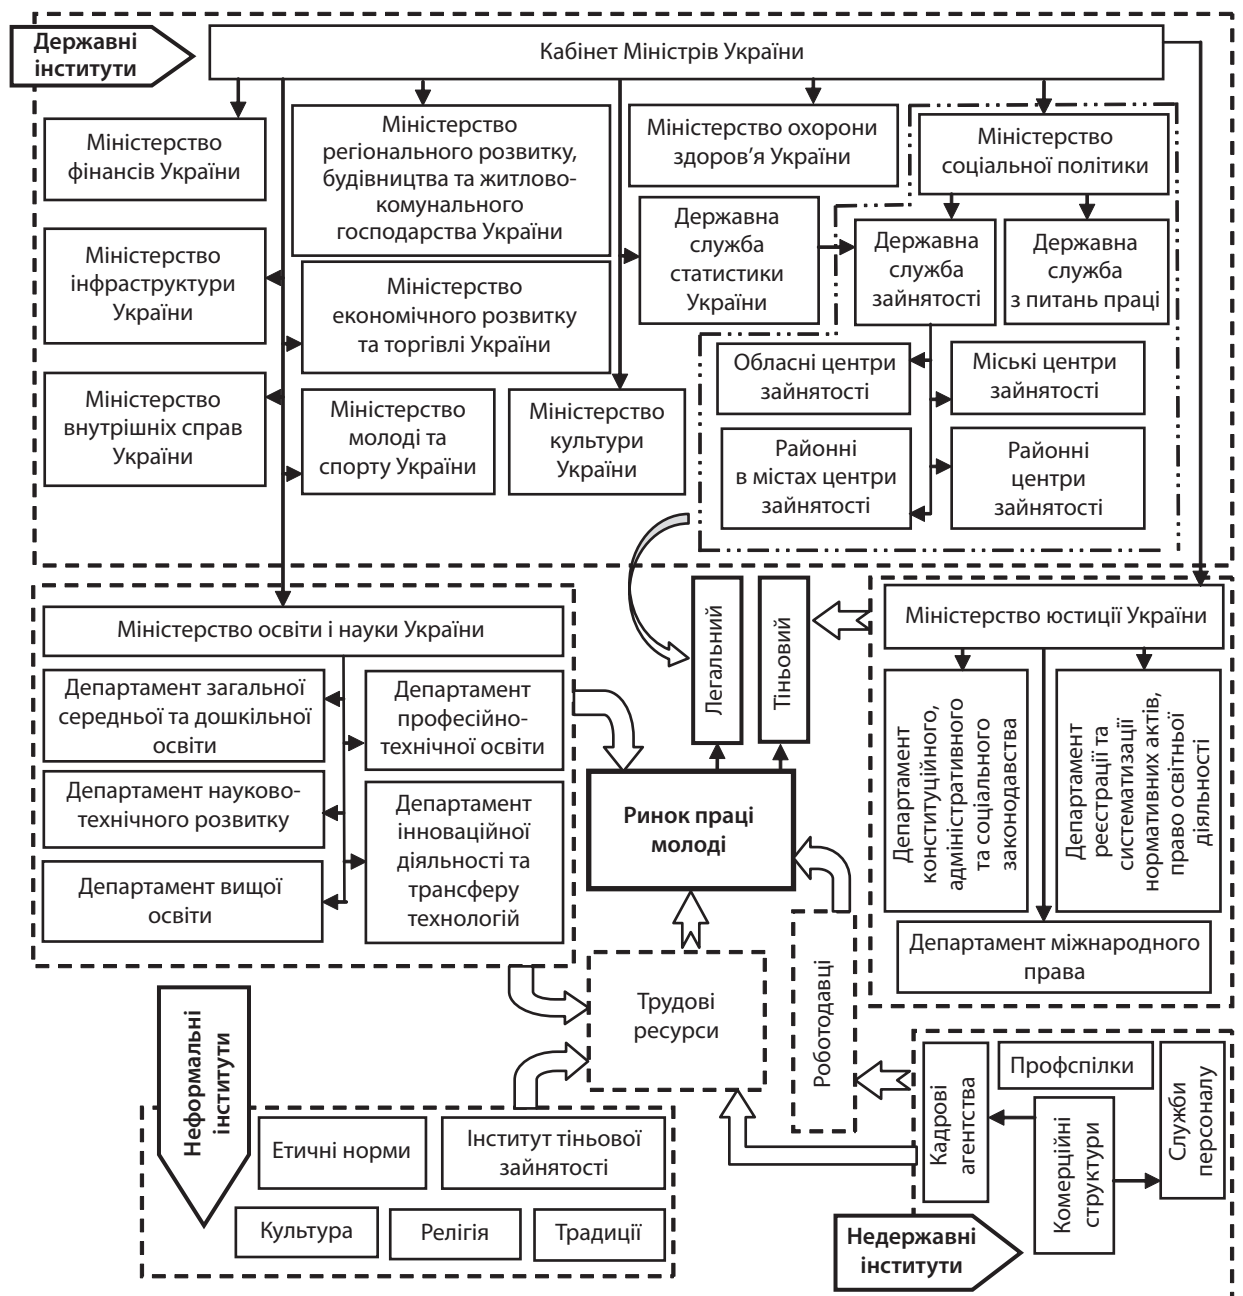 Державні
інститути
Кабінет Міністрів України
Міністерство
фінансів України
Міністерство
регіонального розвитку,
будівництва та житлово-
комунального
господарства України
Міністерство охорони
здоров’я України
Міністерство
соціальної політики
Міністерство
інфраструктури
України
Міністерство
економічного розвитку
та торгівлі України
Державна
служба
статистики
України
Державна
служба
зайнятості
Державна
служба
з питань праці
Міністерство
внутрішніх справ
України
Міністерство
молоді та
спорту України
Міністерство
культури
України
Обласні центри
зайнятості
Міські центри
зайнятості
Районні
в містах центри
зайнятості
Районні
центри
зайнятості
Міністерство освіти і науки України
Департамент загальної
середньої та дошкільної
освіти
Департамент
професійно-
технічної освіти
Департамент науково-
технічного розвитку
Департамент
інноваційної
діяльності та
трансферу
технологій
Департамент вищої
освіти
Легальний
Тіньовий
Ринок праці
молоді
Міністерство юстиції України
Департамент
конституційного,
адміністративного
та соціального
законодавства
Департамент
реєстрації та
систематизації
нормативних актів,
право освітньої
діяльності
Департамент міжнародного
права
Трудові
ресурси
Роботодавці
Неформальні
інститути
Етичні норми
Інститут тіньової
зайнятості
Культура
Релігія
Традиції
Кадрові
агентства
Профспілки
Комерційні
структури
Служби
персоналу
Недержавні
інститути